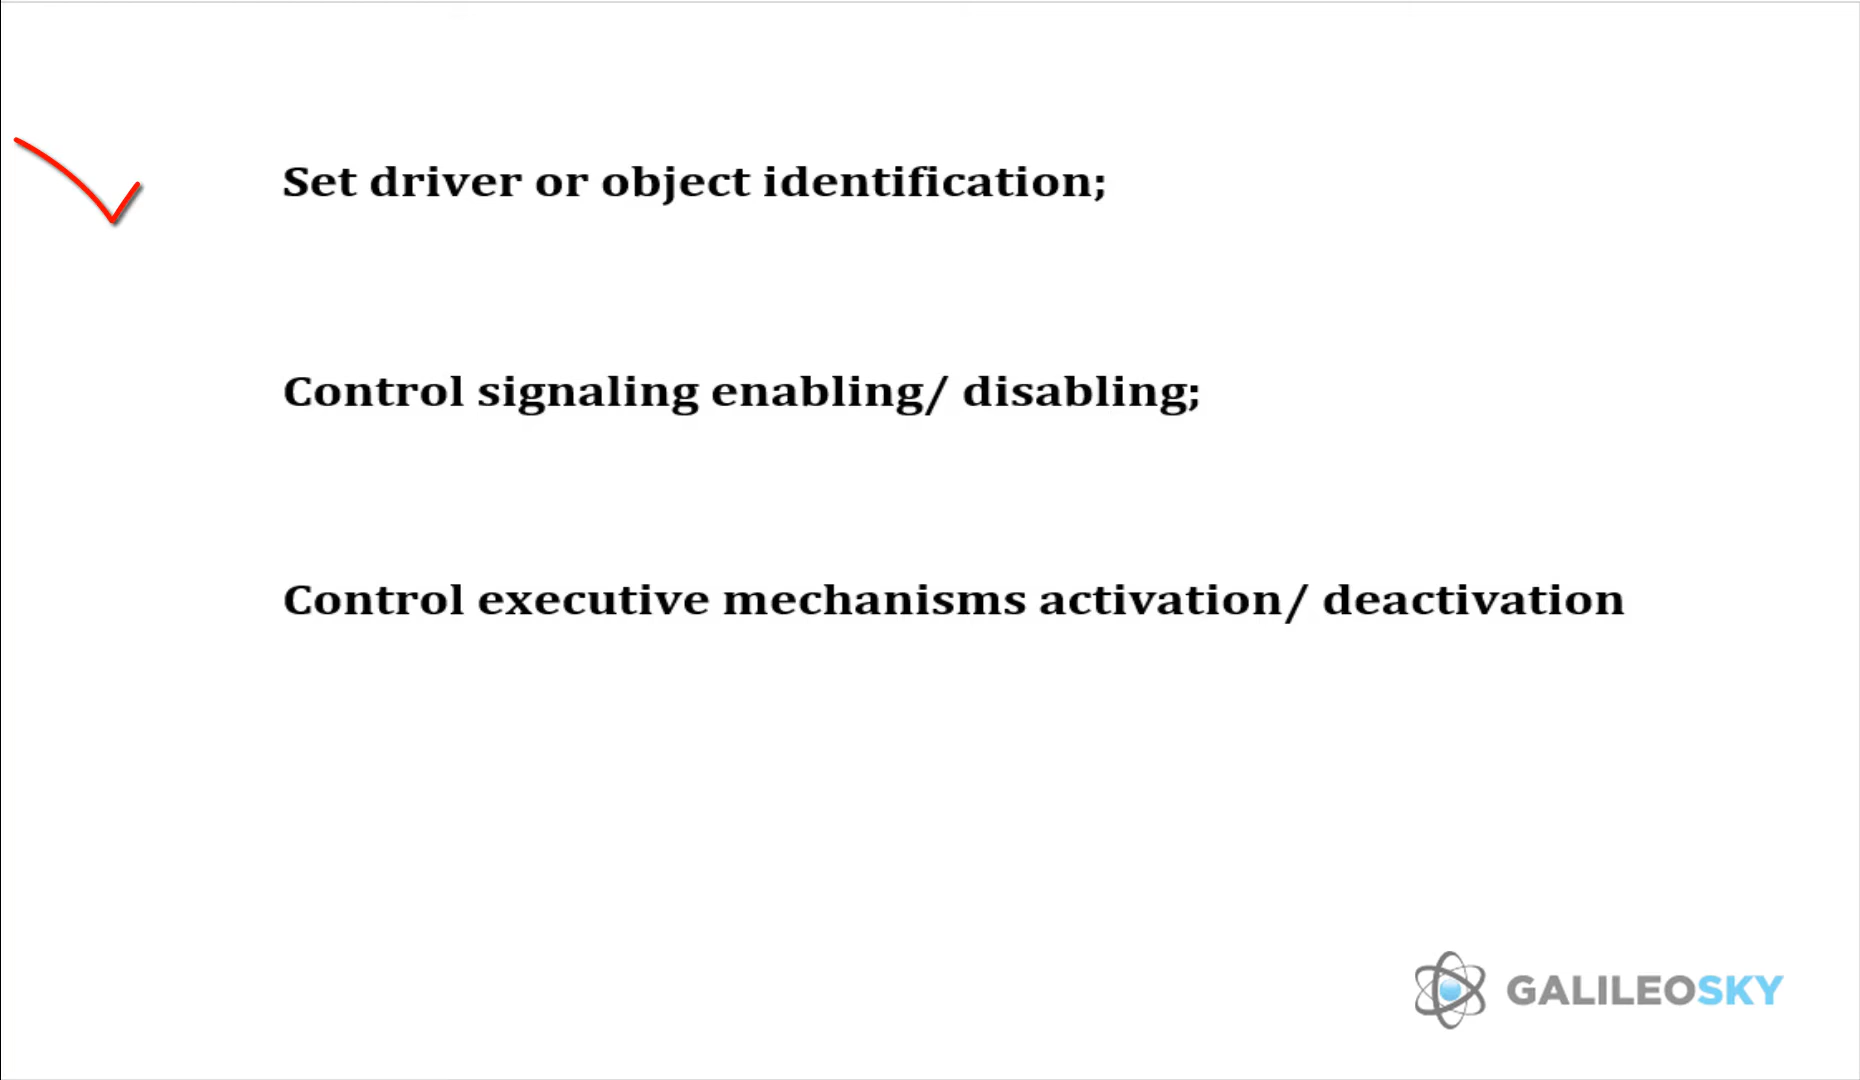 Set driver or object identification;
Control signaling enabling/ disabling;
Control executive mechanisms activation/ deactivation
GALILEOSKY